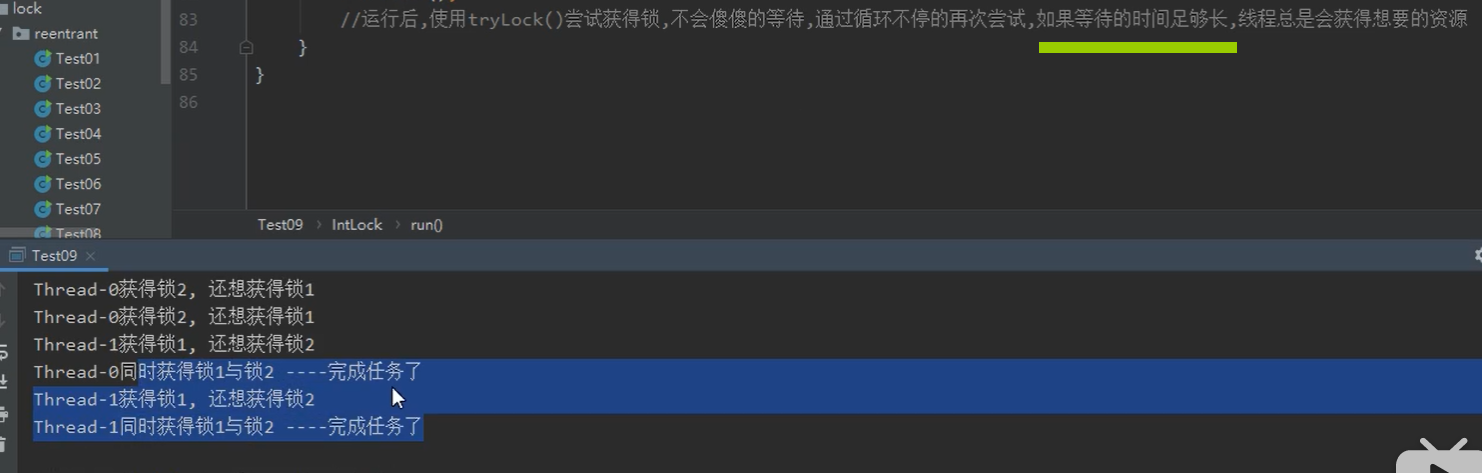 lock
reentrant
Test01
Test02
Test03
Test04
Test05
Test06
Test07
Test08
83 //运行后,使用tryLock()尝试获得锁,不会傻傻的等待,通过循环不停的再次尝试,如果等待的时间足够长,线程总是会获得想要的资源
84 }
85 }
86
Test09 › IntLock › run()
Test09 ×
Thread-0获得锁2, 还想获得锁1
Thread-0获得锁2, 还想获得锁1
Thread-1获得锁1, 还想获得锁2
Thread-0同时获得锁1与锁2 ----完成任务了
Thread-1获得锁1, 还想获得锁2
Thread-1同时获得锁1与锁2 ----完成任务了